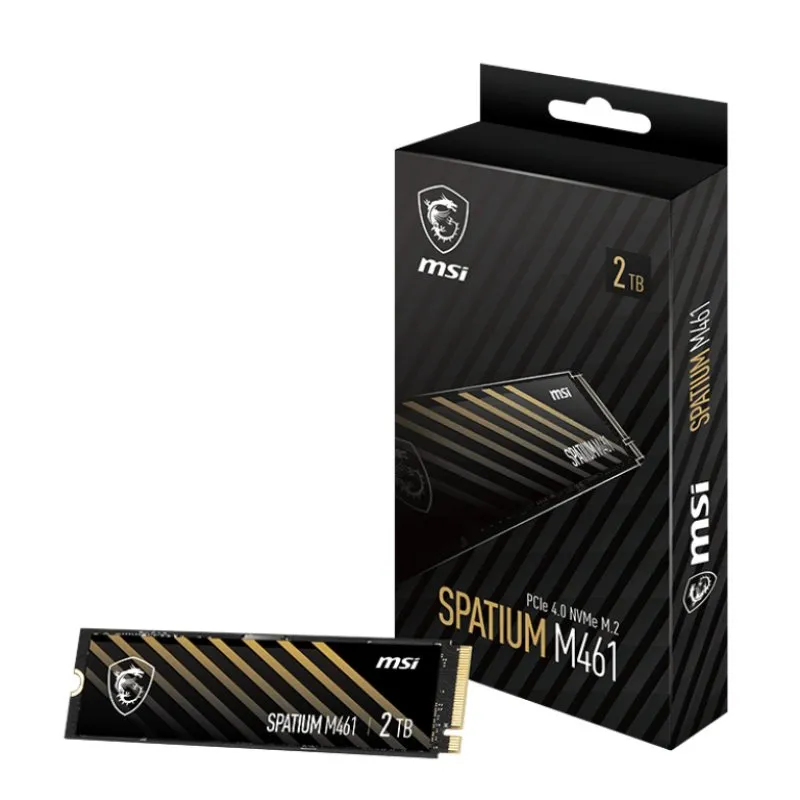 msi
2 TB
msi
SPATIUM M461
PCIe 4.0 NVMe M.2
SPATIUM M461
SPATIUM M461
msi
msi
SPATIUM M461 | 2 TB